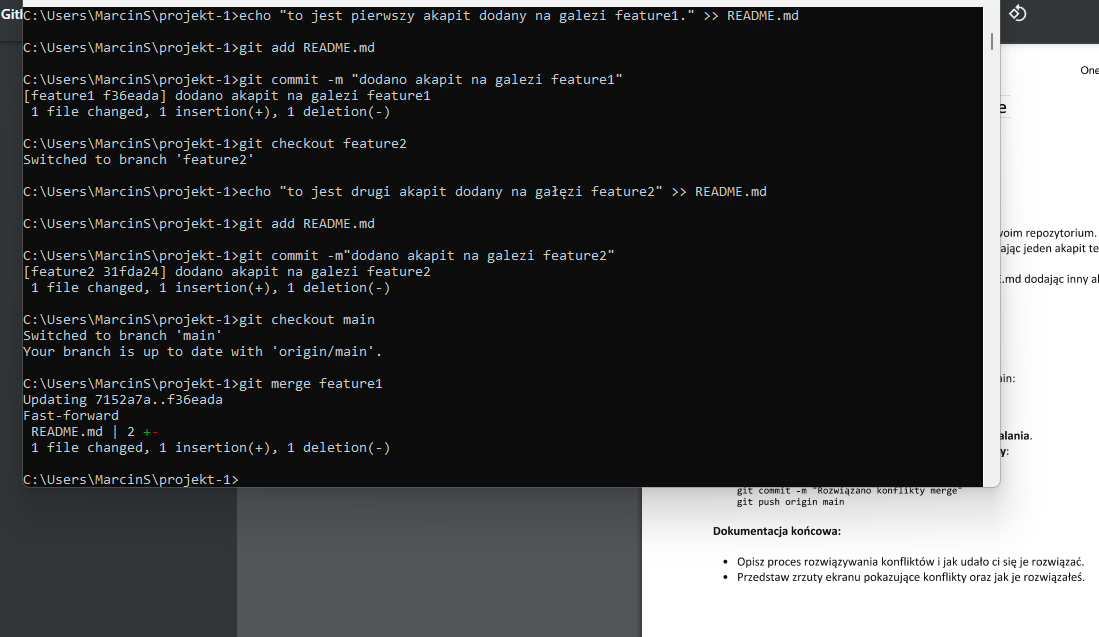 GitH
C:\Users\MarcinS\projekt-1>echo "to jest pierwszy akapit dodany na galezi feature1." >> README.md
C:\Users\MarcinS\projekt-1>git add README.md
C:\Users\MarcinS\projekt-1>git commit -m "dodano akapit na galezi feature1"
[feature1 f36eada] dodano akapit na galezi feature1
1 file changed, 1 insertion(+), 1 deletion(-)
C:\Users\MarcinS\projekt-1>git checkout feature2
Switched to branch 'feature2'
C:\Users\MarcinS\projekt-1>echo "to jest drugi akapit dodany na gałęzi feature2" >> README.md
C:\Users\MarcinS\projekt-1>git add README.md
C:\Users\MarcinS\projekt-1>git commit -m"dodano akapit na galezi feature2"
[feature2 31fda24] dodano akapit na galezi feature2
1 file changed, 1 insertion(+), 1 deletion(-)
C:\Users\MarcinS\projekt-1>git checkout main
Switched to branch 'main'
Your branch is up to date with 'origin/main'.
C:\Users\MarcinS\projekt-1>git merge feature1
Updating 7152a7a..f36eada
Fast-forward
README.md | 2 +-
1 file changed, 1 insertion(+), 1 deletion(-)
C:\Users\MarcinS\projekt-1>
One
e
woim repozytorium.
ając jeden akapit te
.md dodając inny ak
ain:
alania.
y:
git commit -m "Rozwiązano konflikty merge"
git push origin main
Dokumentacja końcowa:
• Opisz proces rozwiązywania konfliktów i jak udało ci się je rozwiązać.
• Przedstaw zrzuty ekranu pokazujące konflikty oraz jak je rozwiązałeś.